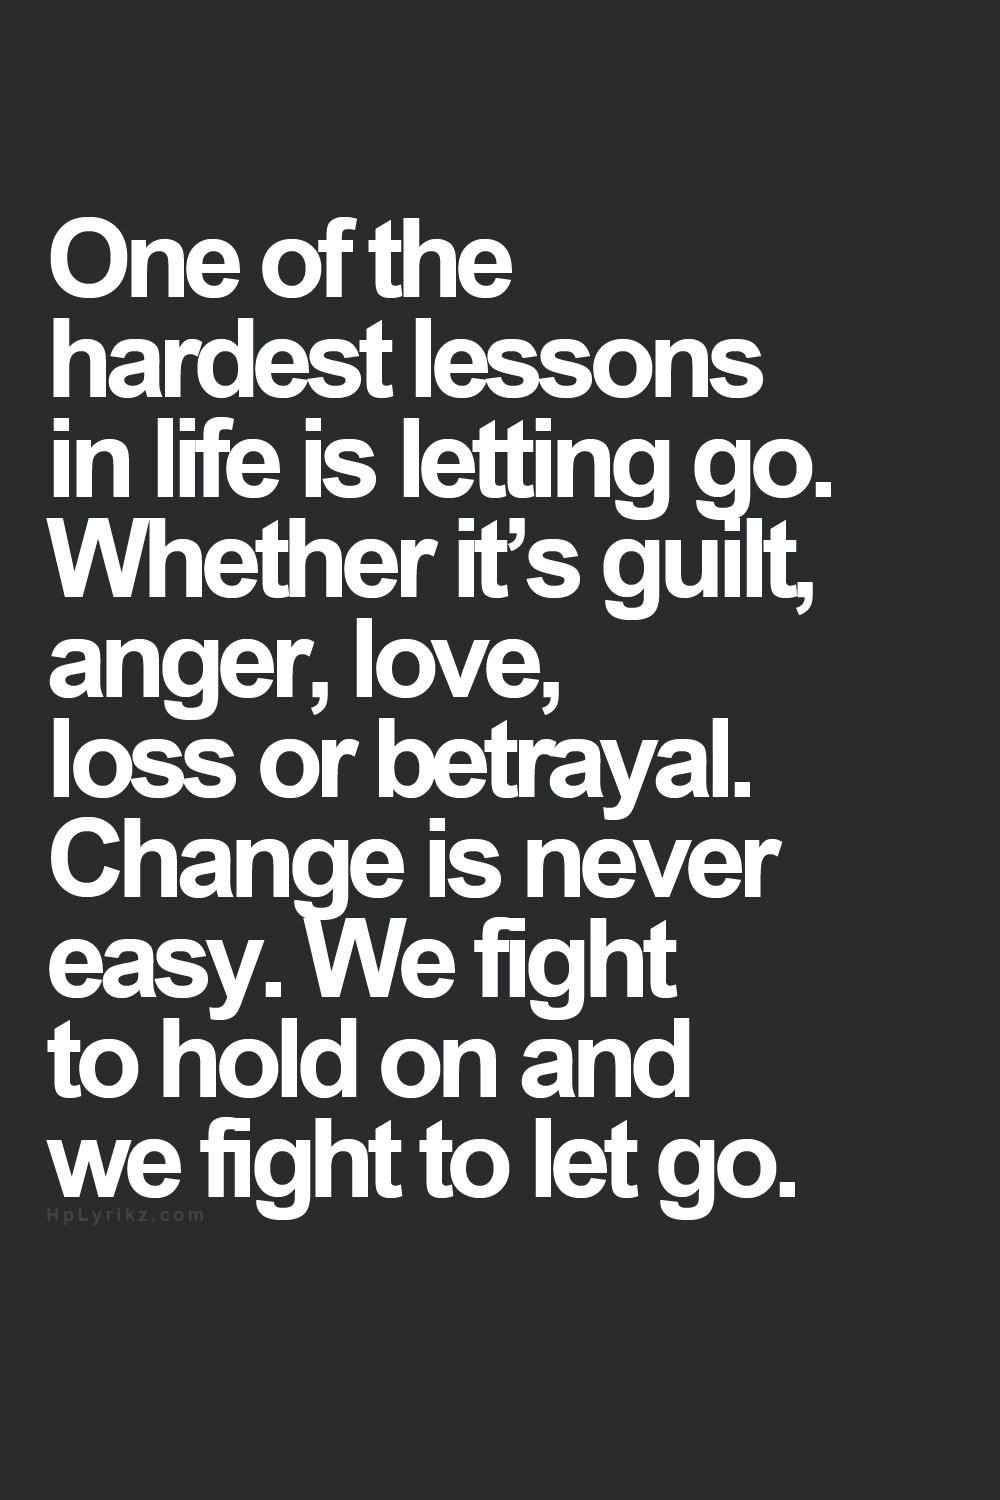 One of the
hardest lessons
in life is letting go.
Whether it’s guilt,
anger, love,
loss or betrayal.
Change is never
easy. We fight
to hold on and
we fight to let go.
HpLyrikz.com